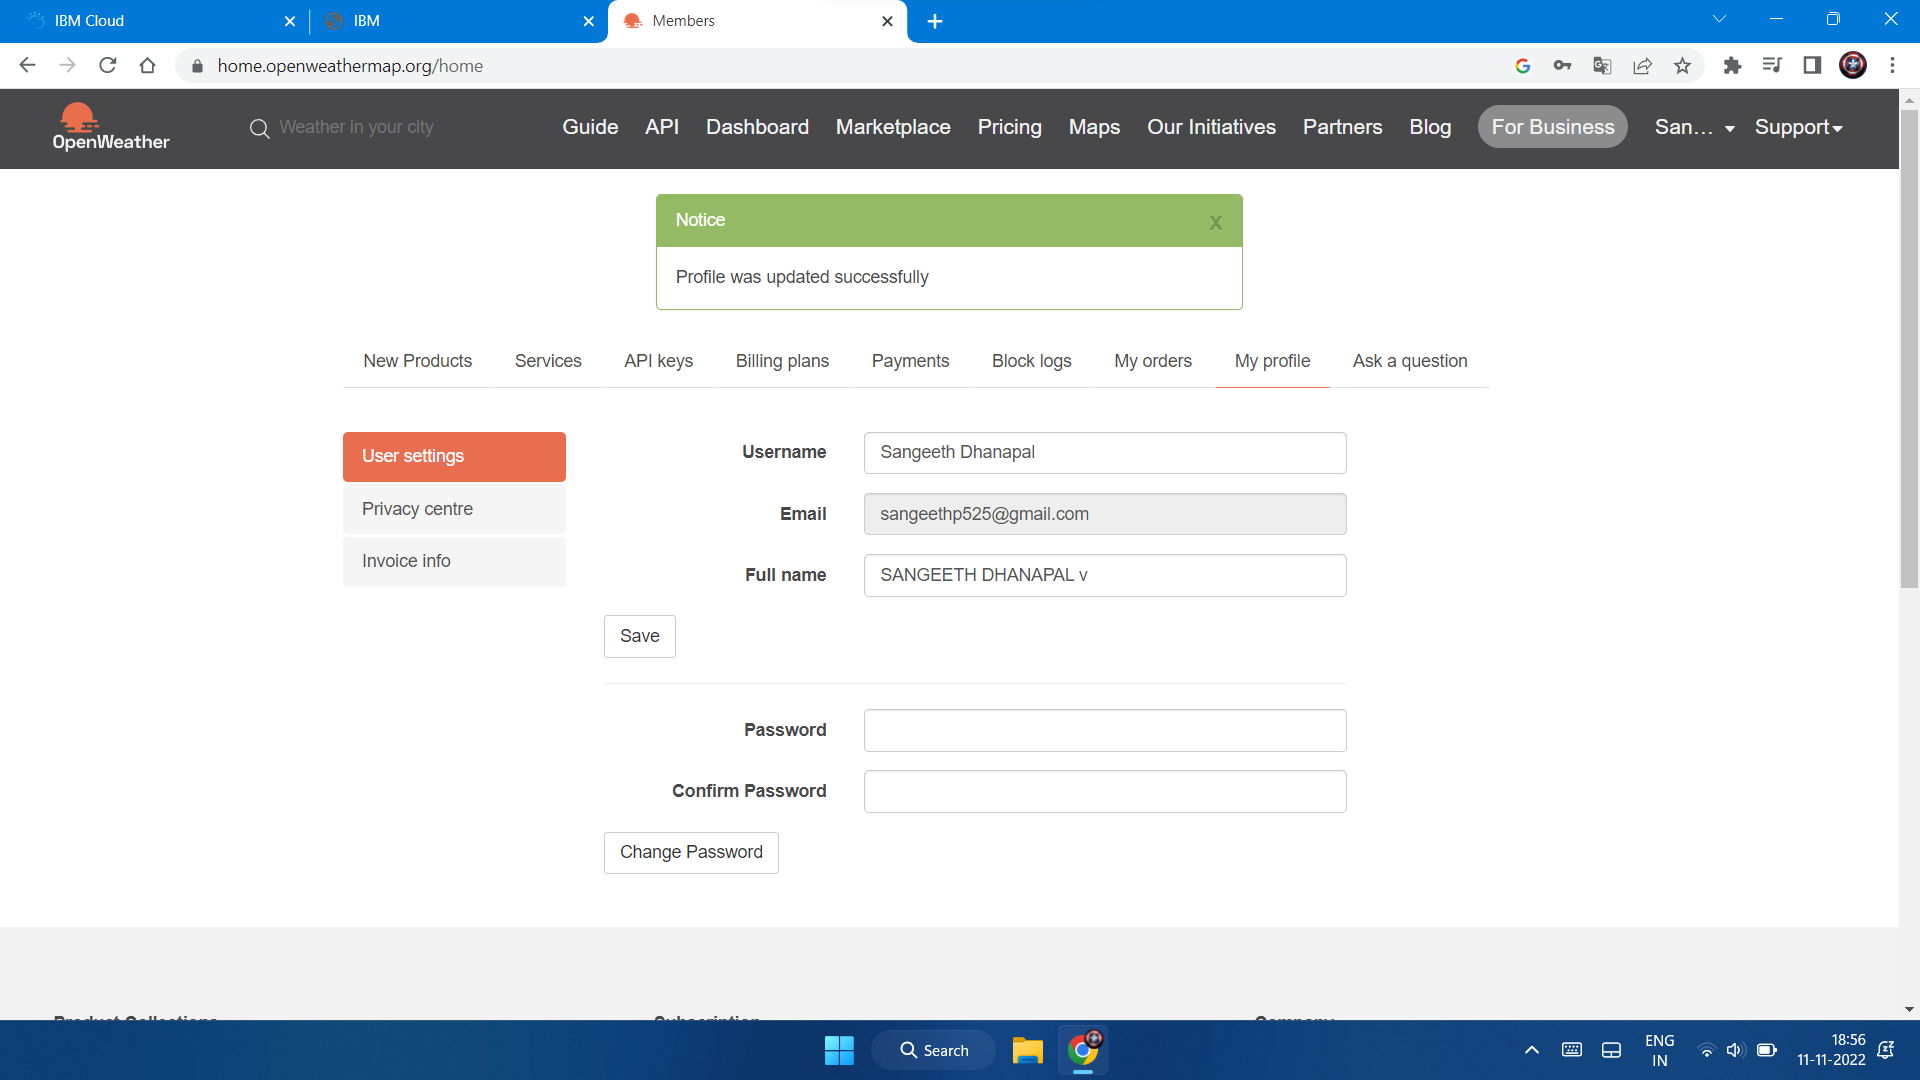 IBM Cloud
IBM
Members
home.openweathermap.org/home
OpenWeather
Weather in your city
Guide API Dashboard Marketplace Pricing Maps Our Initiatives Partners Blog For Business San... Support
Notice x
Profile was updated successfully
New Products Services API keys Billing plans Payments Block logs My orders My profile Ask a question
User settings
Privacy centre
Invoice info
Username Sangeeth Dhanapal
Email sangeethp525@gmail.com
Full name SANGEETH DHANAPAL v
Save
Password
Confirm Password
Change Password
Product Collections Subscription Company
Search
ENG
IN
18:56
11-11-2022